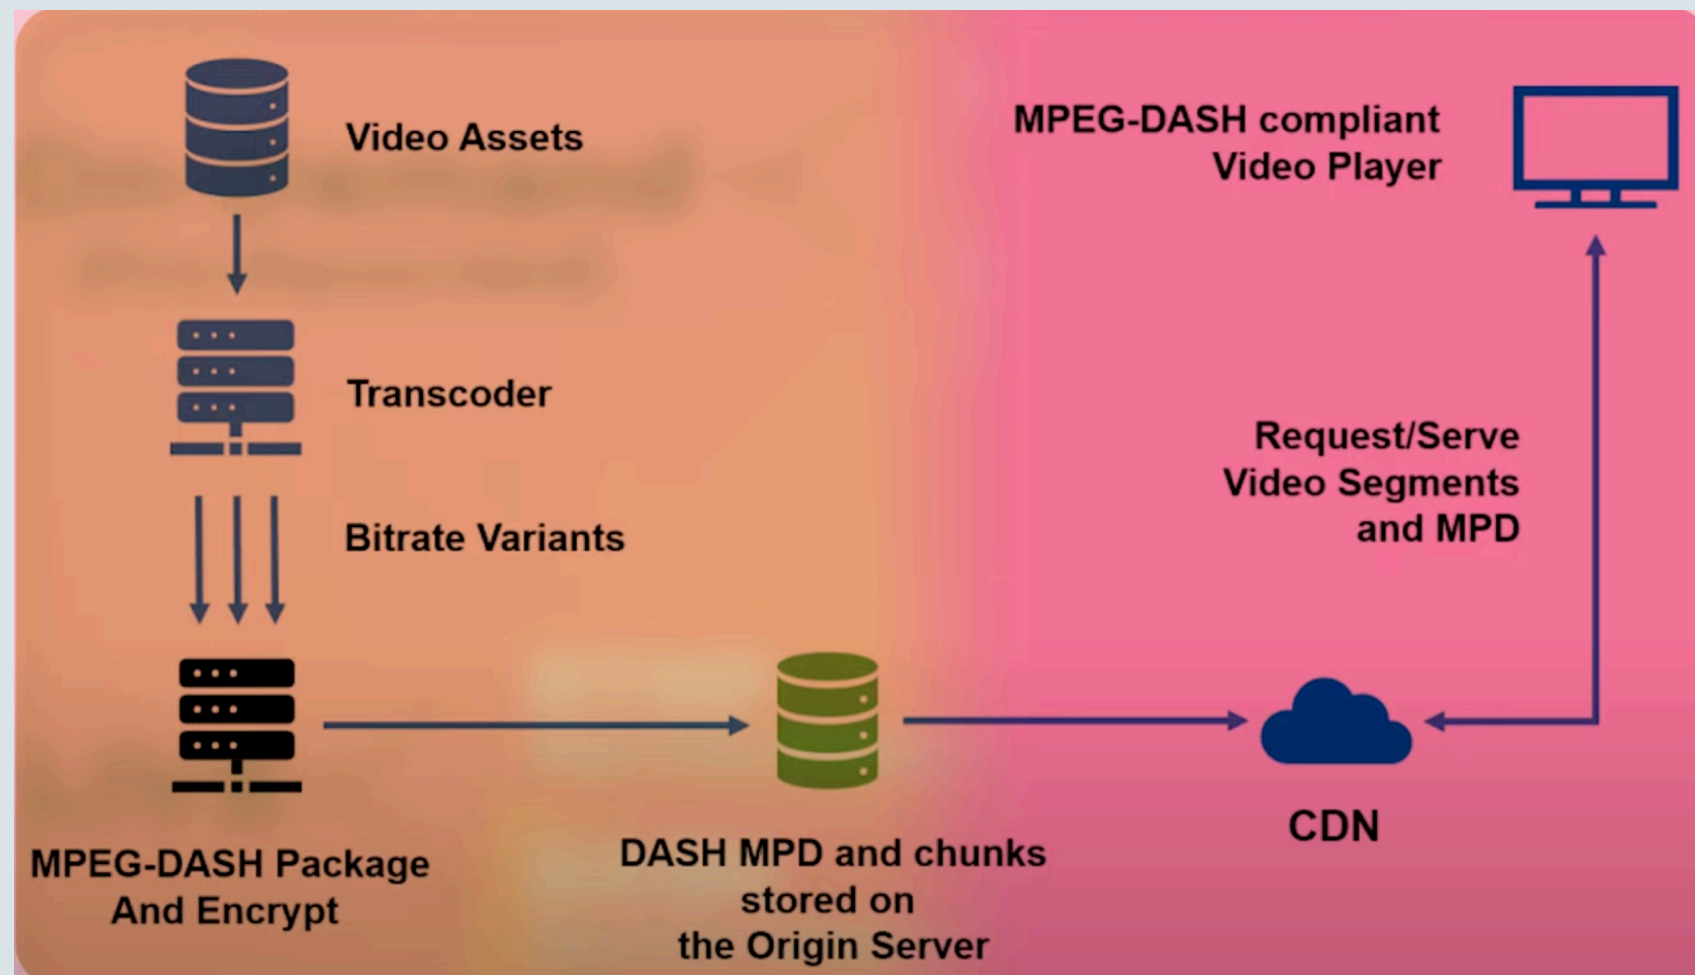 Video Assets
Transcoder
Bitrate Variants
MPEG-DASH Package
And Encrypt
DASH MPD and chunks
stored on
the Origin Server
CDN
Request/Serve
Video Segments
and MPD
MPEG-DASH compliant
Video Player